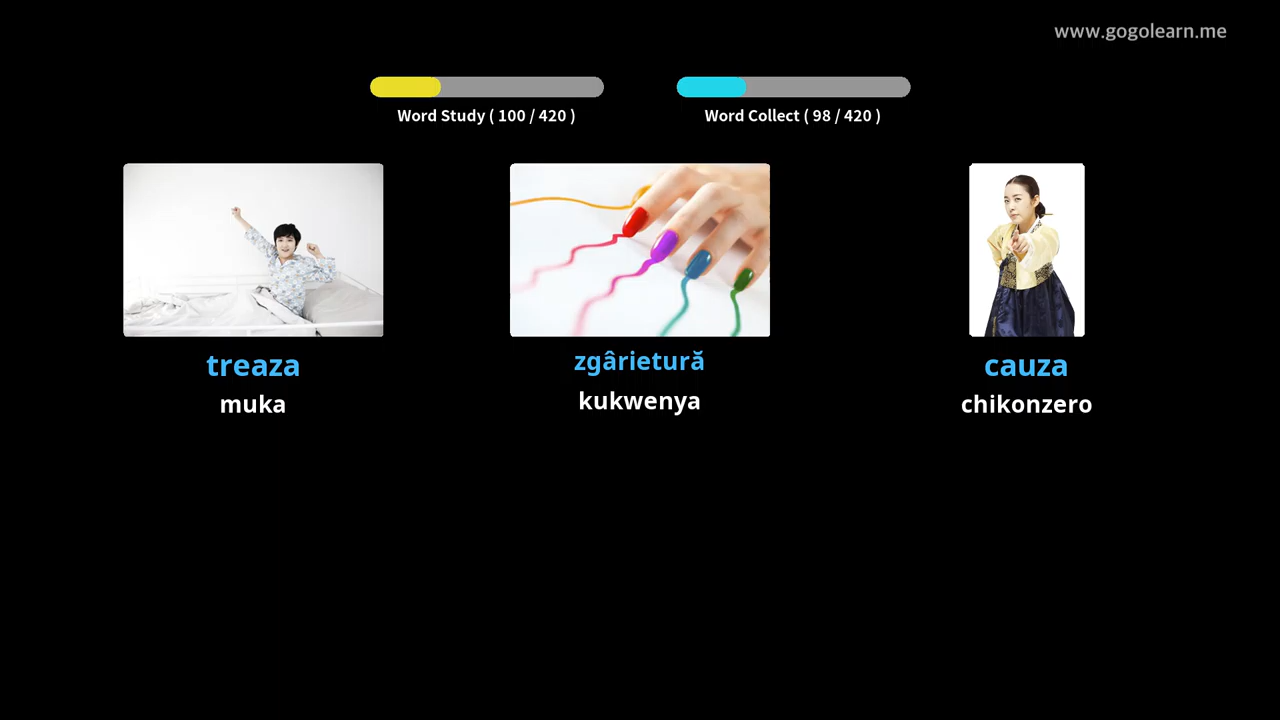 www.gogolearn.me
Word Study ( 100 / 420 )
Word Collect ( 98 / 420 )
treaza
zgârietură
cauza
muka
kukwenya
chikonzero